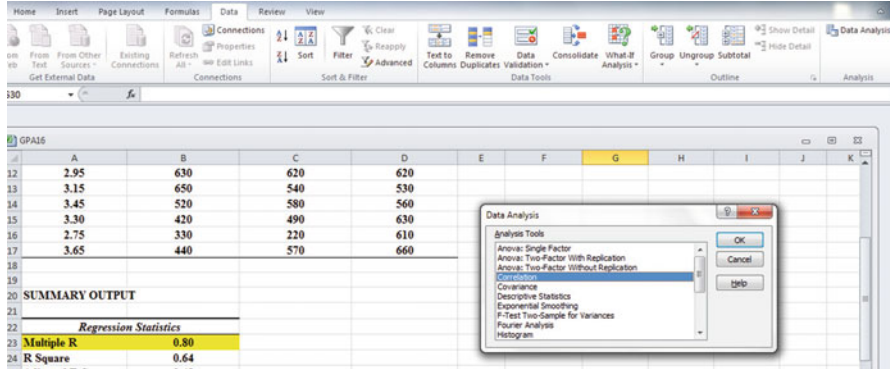 Home Insert Page Layout Formulas Data Review View
From Text
From Other Sources
Existing Connections
Get External Data
Refresh All
Connections
Properties
Edit Links
Connections
Sort
Filter
Clear
Reapply
Advanced
Sort & Filter
Text to Columns
Remove Duplicates
Data Validation
Consolidate
What-If Analysis
Data Tools
Group
Ungroup
Subtotal
Show Detail
Hide Detail
Outline
Data Analysis
Analysis
fx
GPA16
A B C D E F G H I J K
12 2.95 630 620 620
13 3.15 650 540 530
14 3.45 520 580 560
15 3.30 420 490 630
16 2.75 330 220 610
17 3.65 440 570 660
18
19
20 SUMMARY OUTPUT
21
22 Regression Statistics
23 Multiple R 0.80
24 R Square 0.64
Data Analysis
Analysis Tools
Anova: Single Factor
Anova: Two-Factor With Replication
Anova: Two-Factor Without Replication
Correlation
Covariance
Descriptive Statistics
Exponential Smoothing
F-Test Two-Sample for Variances
Fourier Analysis
Histogram
OK
Cancel
Help